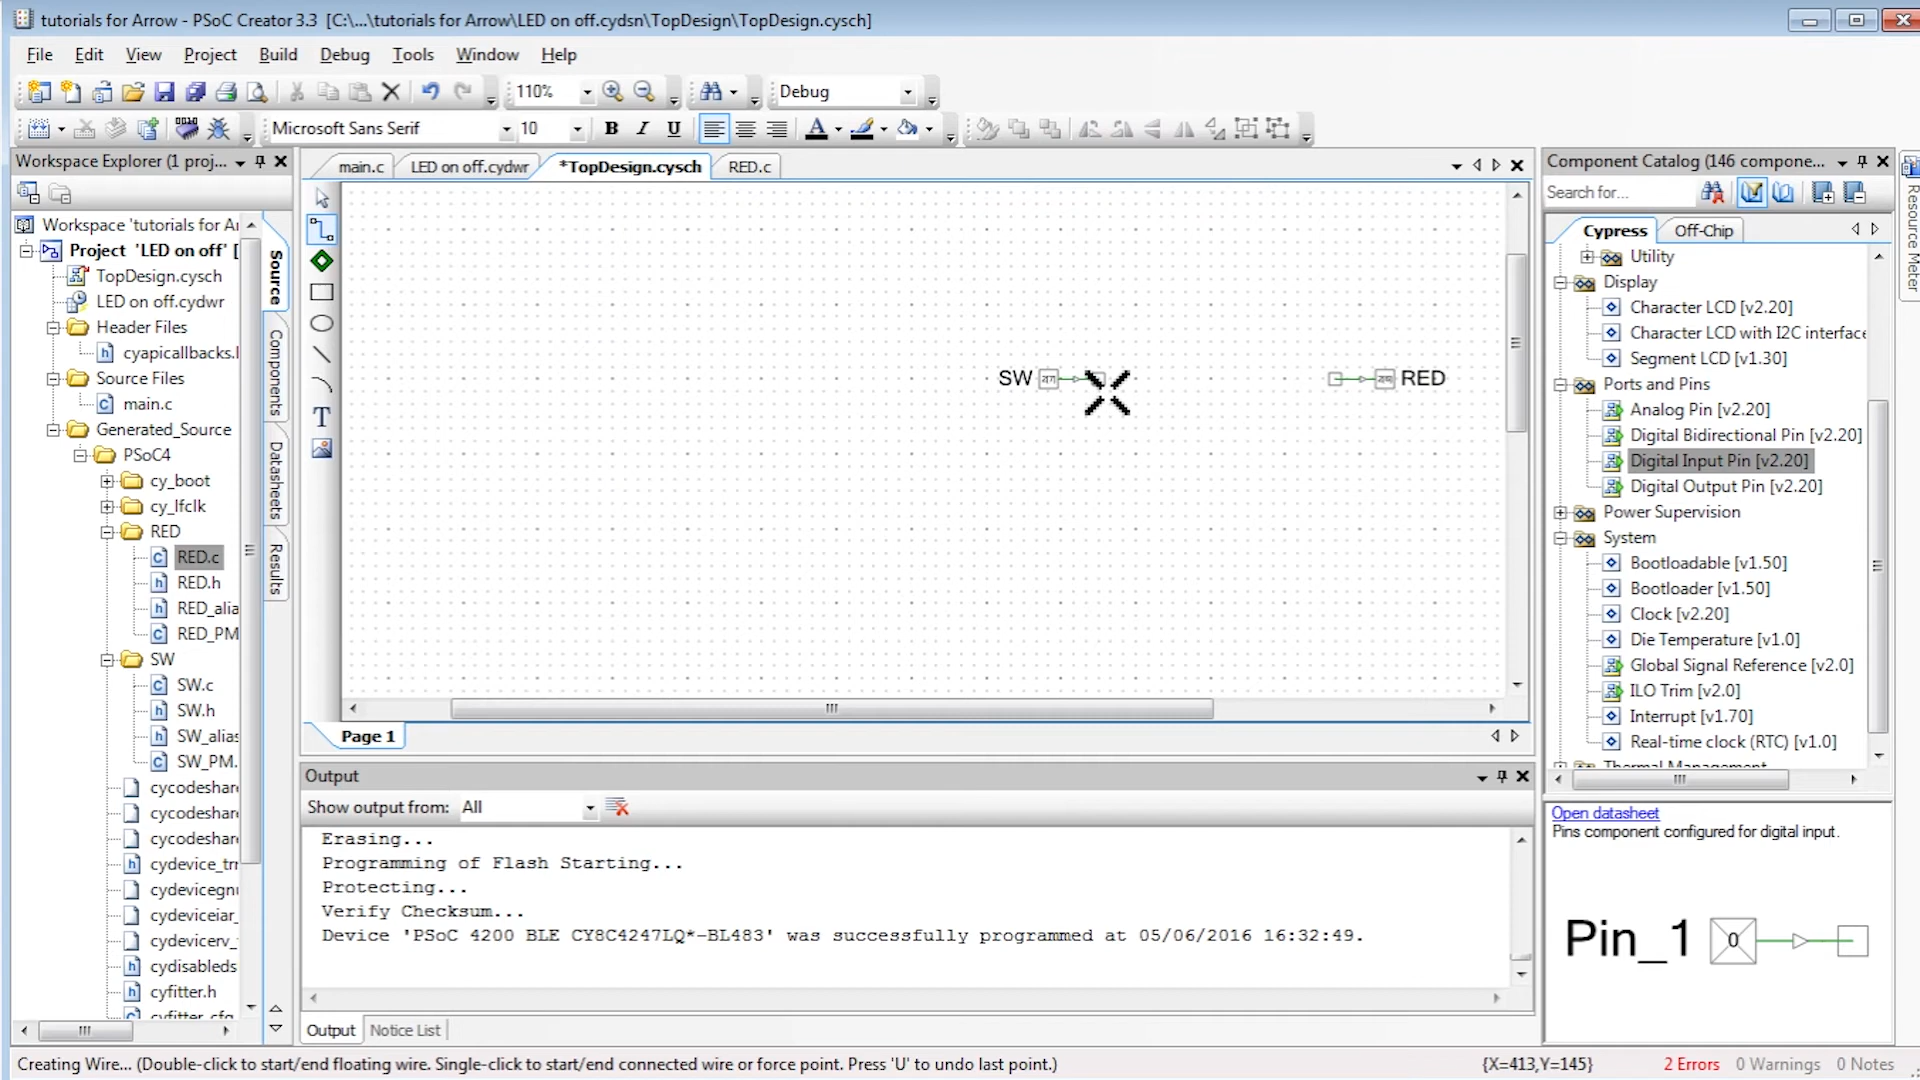 tutorials for Arrow - PSoC Creator 3.3 [C:\...\tutorials for Arrow\LED on off.cydsn\TopDesign\TopDesign.cysch]
File Edit View Project Build Debug Tools Window Help
110% Debug
Microsoft Sans Serif 10 B I U A
Workspace Explorer (1 proj...
Workspace 'tutorials for Ar
Project 'LED on off' [
TopDesign.cysch
LED on off.cydwr
Header Files
cyapicallbacks.l
Source Files
main.c
Generated_Source
PSoC4
cy_boot
cy_lfclk
RED
RED.c
RED.h
RED_alia
RED_PM
SW
SW.c
SW.h
SW_alias
SW_PM.
cycodeshare
cycodeshare
cycodeshare
cydevice_trm
cydevicegnu
cydeviceiar_
cydevicerv_
cydisableds
cyfitter.h
cyfitter_cfg
Source
Components
Datasheets
Results
main.c LED on off.cydwr *TopDesign.cysch RED.c
T
SW
RED
Page 1
Output
Show output from: All
Erasing...
Programming of Flash Starting...
Protecting...
Verify Checksum...
Device 'PSoC 4200 BLE CY8C4247LQ*-BL483' was successfully programmed at 05/06/2016 16:32:49.
Output Notice List
Component Catalog (146 compone...
Search for...
Cypress Off-Chip
Utility
Display
Character LCD [v2.20]
Character LCD with I2C interface
Segment LCD [v1.30]
Ports and Pins
Analog Pin [v2.20]
Digital Bidirectional Pin [v2.20]
Digital Input Pin [v2.20]
Digital Output Pin [v2.20]
Power Supervision
System
Bootloadable [v1.50]
Bootloader [v1.50]
Clock [v2.20]
Die Temperature [v1.0]
Global Signal Reference [v2.0]
ILO Trim [v2.0]
Interrupt [v1.70]
Real-time clock (RTC) [v1.0]
Thermal Management
Open datasheet
Pins component configured for digital input.
Pin_1 0
Resource Meter
Creating Wire... (Double-click to start/end floating wire. Single-click to start/end connected wire or force point. Press 'U' to undo last point.)
{X=413,Y=145} 2 Errors 0 Warnings 0 Notes